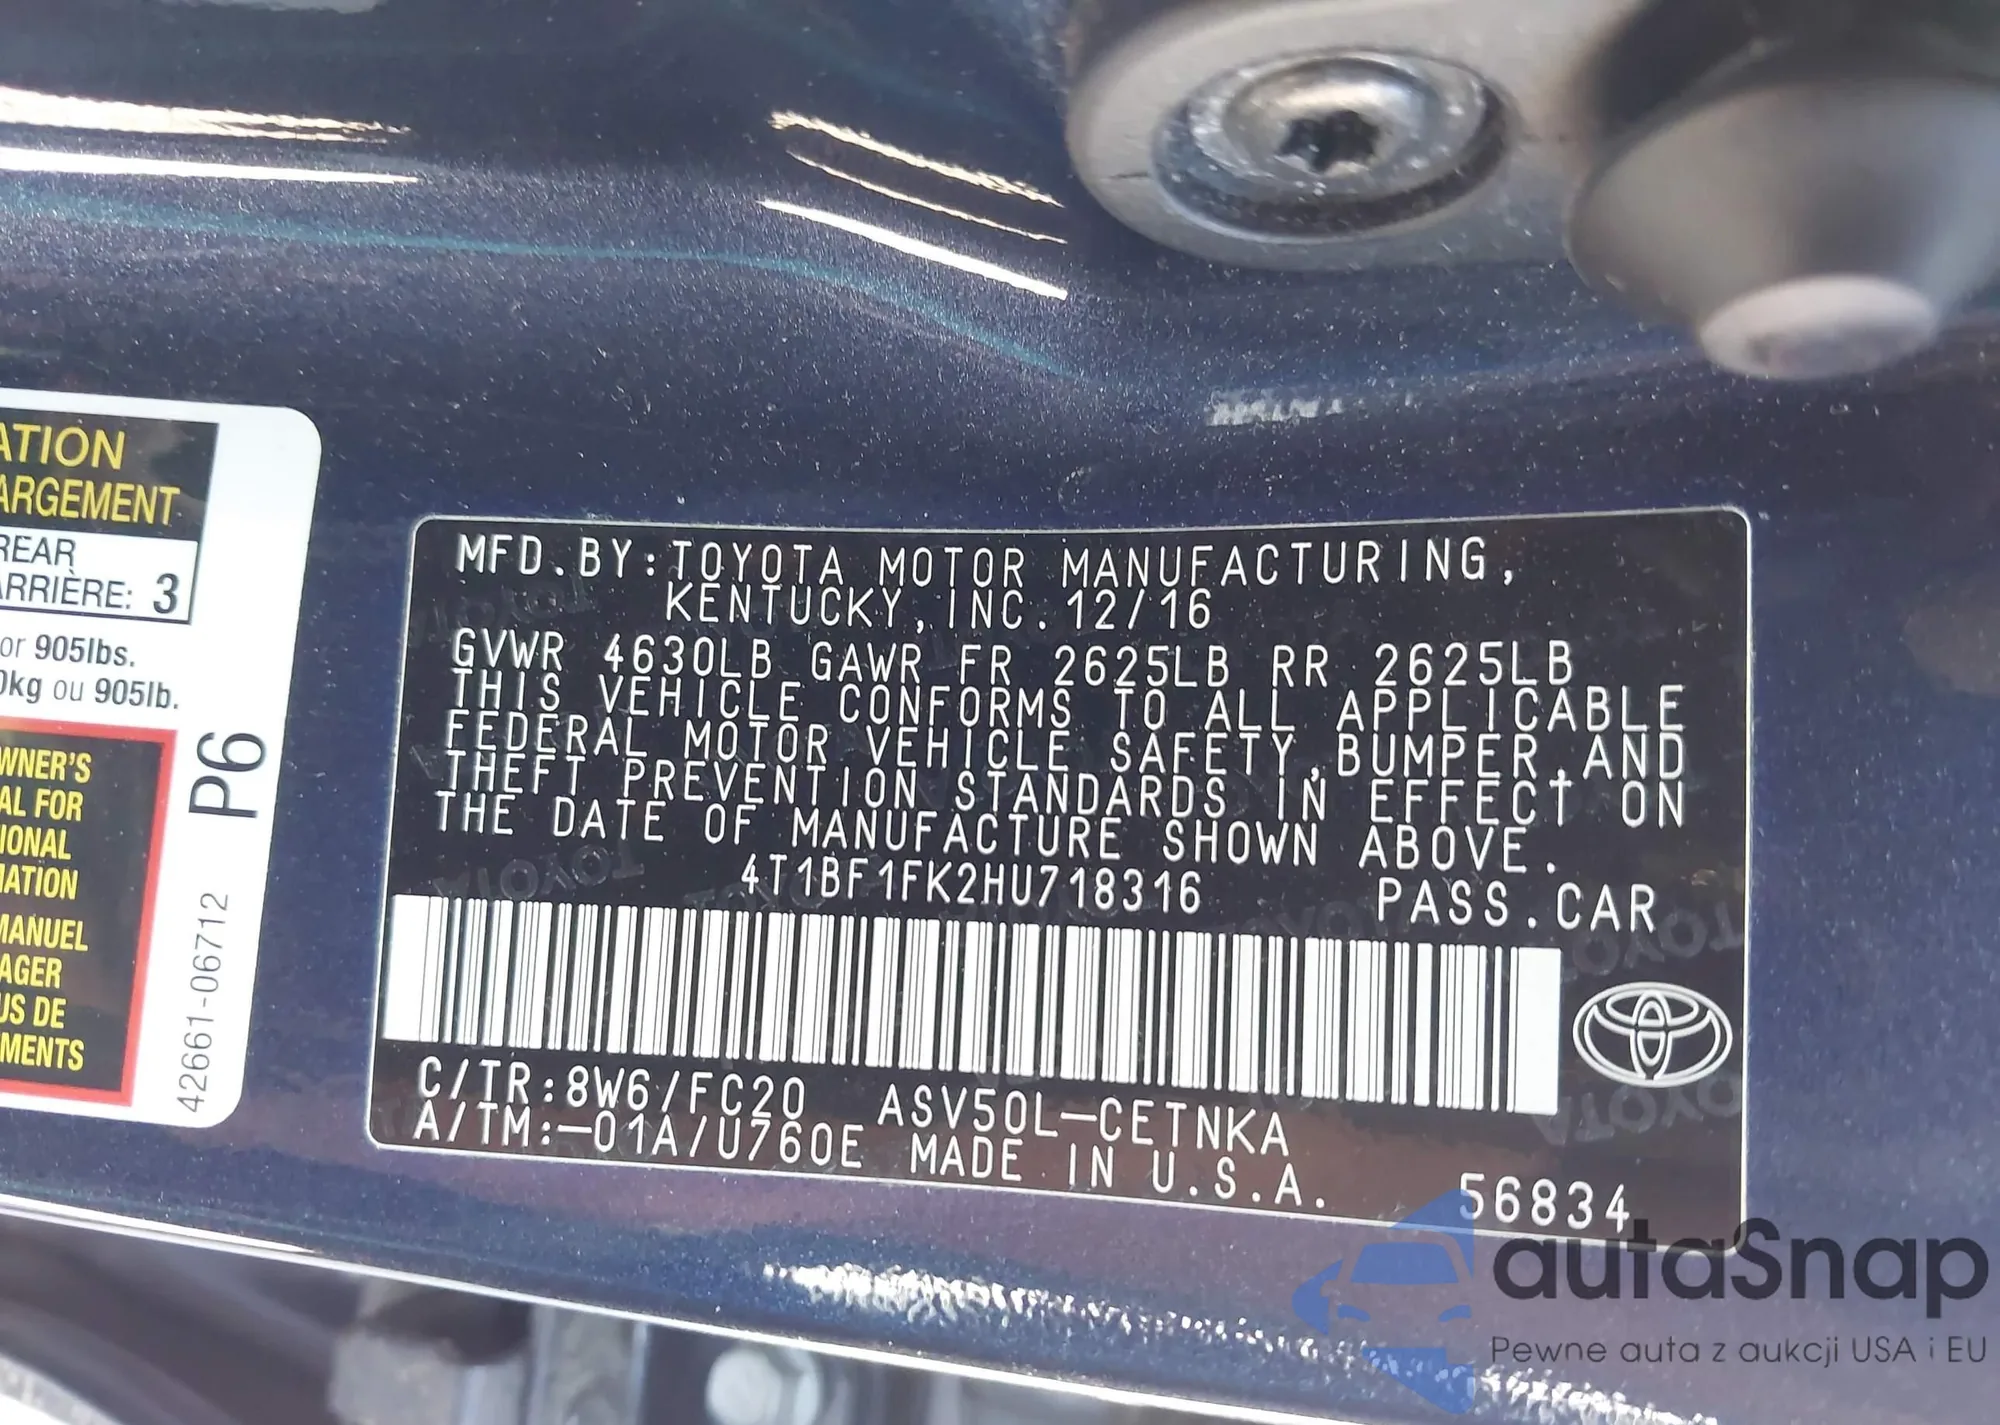 ATION
ARGEMENT
REAR
ARRIÈRE: 3
or 905lbs.
0kg ou 905lb.
WNER'S
AL FOR
IONAL
MATION
MANUEL
AGER
US DE
MENTS
P6
42661-06712
MFD.BY:TOYOTA MOTOR MANUFACTURING,
KENTUCKY,INC.12/16
GVWR 4630LB GAWR FR 2625LB RR 2625LB
THIS VEHICLE CONFORMS TO ALL APPLICABLE
FEDERAL MOTOR VEHICLE SAFETY,BUMPER,AND
THEFT PREVENTION STANDARDS IN EFFECT ON
THE DATE OF MANUFACTURE SHOWN ABOVE.
4T1BF1FK2HU718316 PASS.CAR
C/TR:8W6/FC20 ASV50L-CETNKA
A/TM:-01A/U760E MADE IN U.S.A.
56834
autaSnap
Pewne auta z aukcji USA i EU